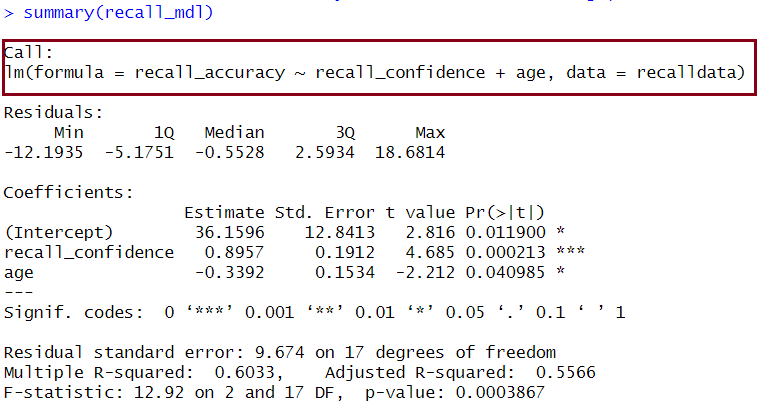 > summary(recall_mdl)
Call:
lm(formula = recall_accuracy ~ recall_confidence + age, data = recalldata)
Residuals:
     Min       1Q   Median       3Q      Max
-12.1935  -5.1751  -0.5528   2.5934  18.6814
Coefficients:
                  Estimate Std. Error t value Pr(>|t|)
(Intercept)        36.1596    12.8413   2.816 0.011900 *
recall_confidence   0.8957     0.1912   4.685 0.000213 ***
age                -0.3392     0.1534  -2.212 0.040985 *
---
Signif. codes:  0 ‘***’ 0.001 ‘**’ 0.01 ‘*’ 0.05 ‘.’ 0.1 ‘ ’ 1
Residual standard error: 9.674 on 17 degrees of freedom
Multiple R-squared:  0.6033,	Adjusted R-squared:  0.5566
F-statistic: 12.92 on 2 and 17 DF,  p-value: 0.0003867